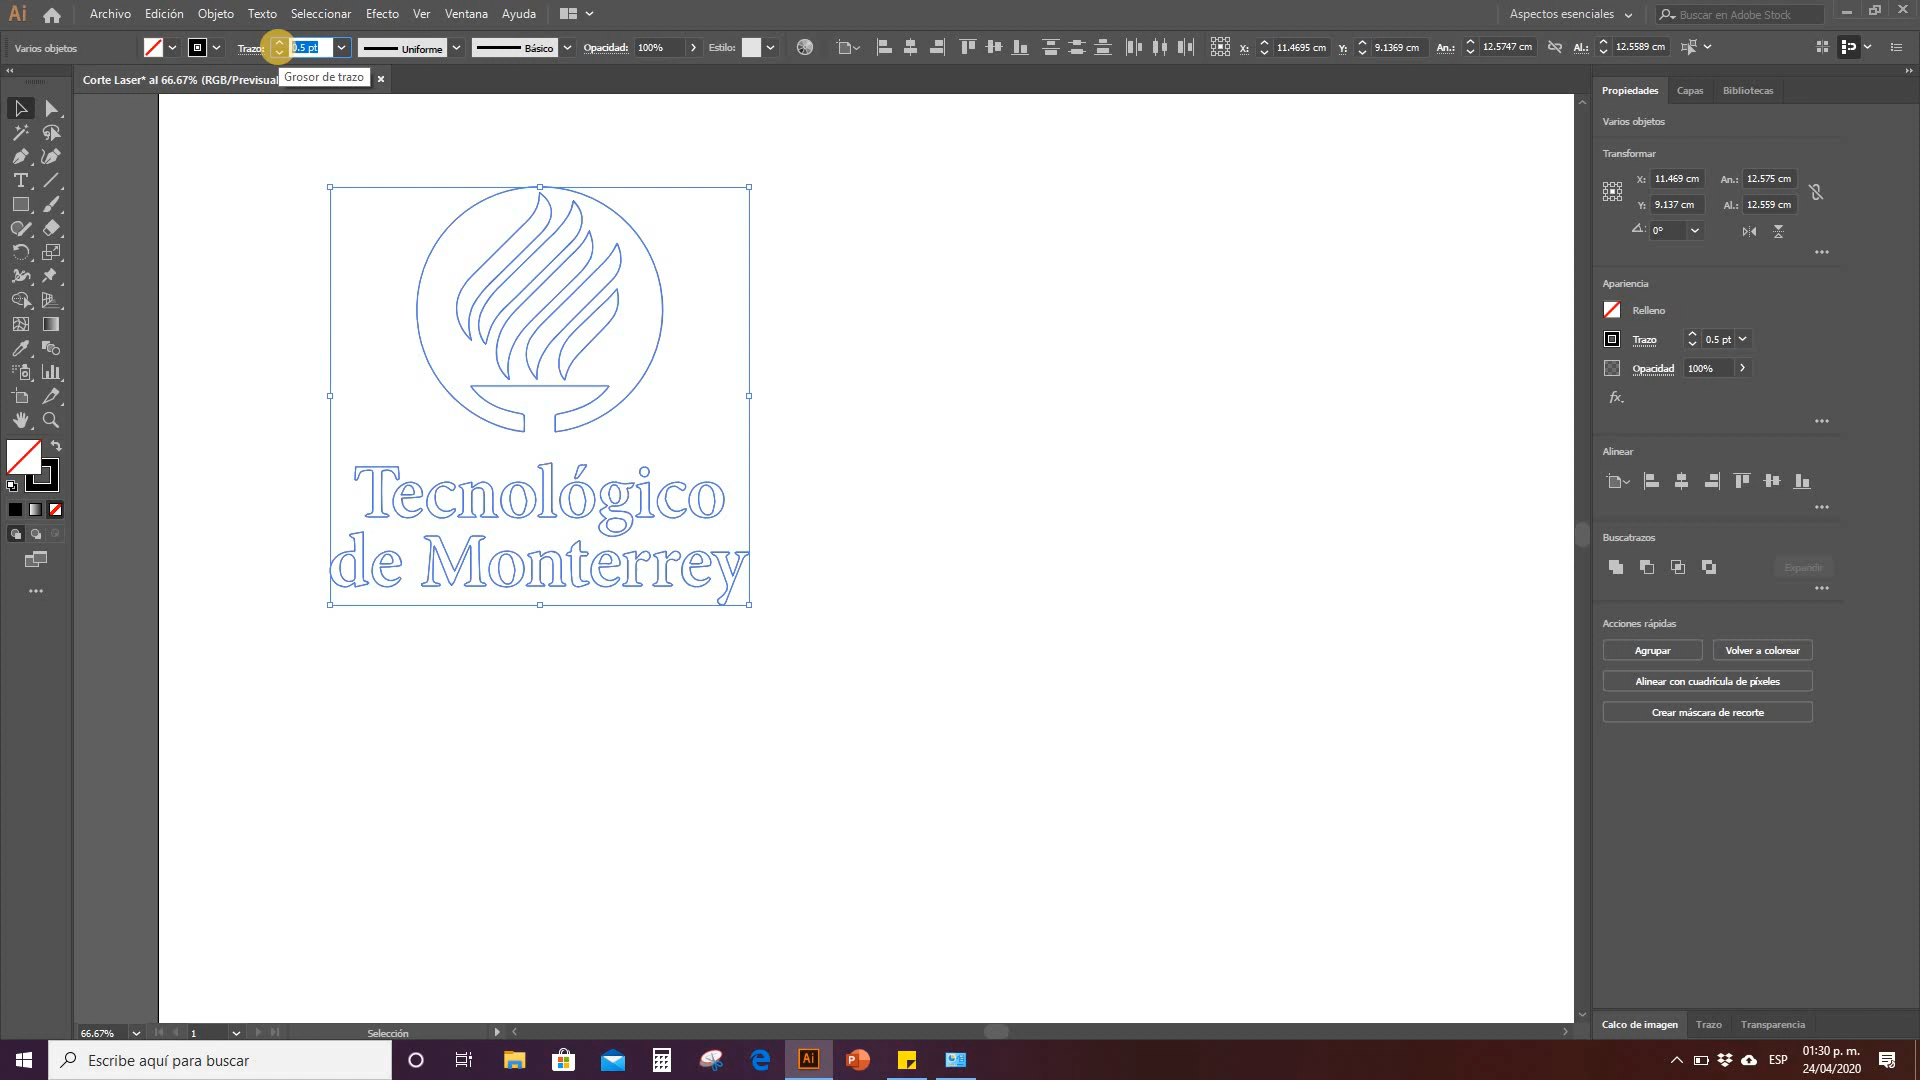 Ai Archivo Edición Objeto Texto Seleccionar Efecto Ver Ventana Ayuda Aspectos esenciales Buscar en Adobe Stock
Varios objetos Trazo: 0.5 pt Uniforme Básico Opacidad: 100% Estilo: X: 11.4695 cm Y: 9.1369 cm An.: 12.5747 cm Al.: 12.5589 cm
Grosor de trazo
Corte Laser* al 66.67% (RGB/Previsual
Propiedades Capas Bibliotecas
Varios objetos
Transformar
X: 11.469 cm An.: 12.575 cm
Y: 9.137 cm Al.: 12.559 cm
0°
Apariencia
Relleno
Trazo 0.5 pt
Opacidad 100%
fx.
Alinear
Buscatrazos
Expandir
Acciones rápidas
Agrupar Volver a colorear
Alinear con cuadrícula de píxeles
Crear máscara de recorte
Tecnológico
de Monterrey
66.67% 1 Selección
Calco de imagen Trazo Transparencia
Escribe aquí para buscar
Ai
ESP
01:30 p. m.
24/04/2020